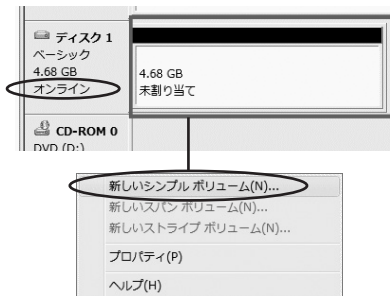 ディスク 1
ベーシック
4.68 GB
オンライン
4.68 GB
未割り当て
CD-ROM 0
DVD (D:)
新しいシンプル ボリューム(N)...
新しいスパン ボリューム(N)...
新しいストライプ ボリューム(N)...
プロパティ(P)
ヘルプ(H)